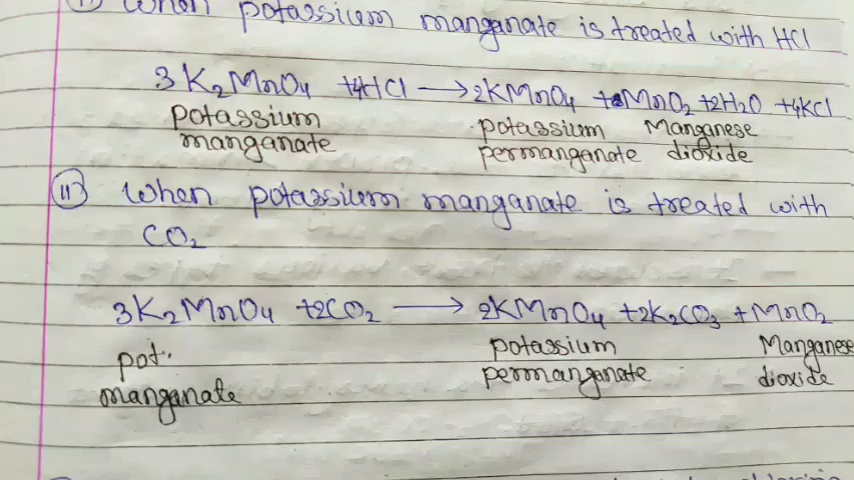 i) When potassium manganate is treated with HCl
3K₂MnO₄ +4HCl → 2KMnO₄ + MnO₂ +2H₂O +4KCl
potassium potassium Manganese
manganate permanganate dioxide
ii) When potassium manganate is treated with
CO₂
3K₂MnO₄ +2CO₂ → 2KMnO₄ +2K₂CO₃ +MnO₂
pot. potassium Manganese
manganate permanganate dioxide